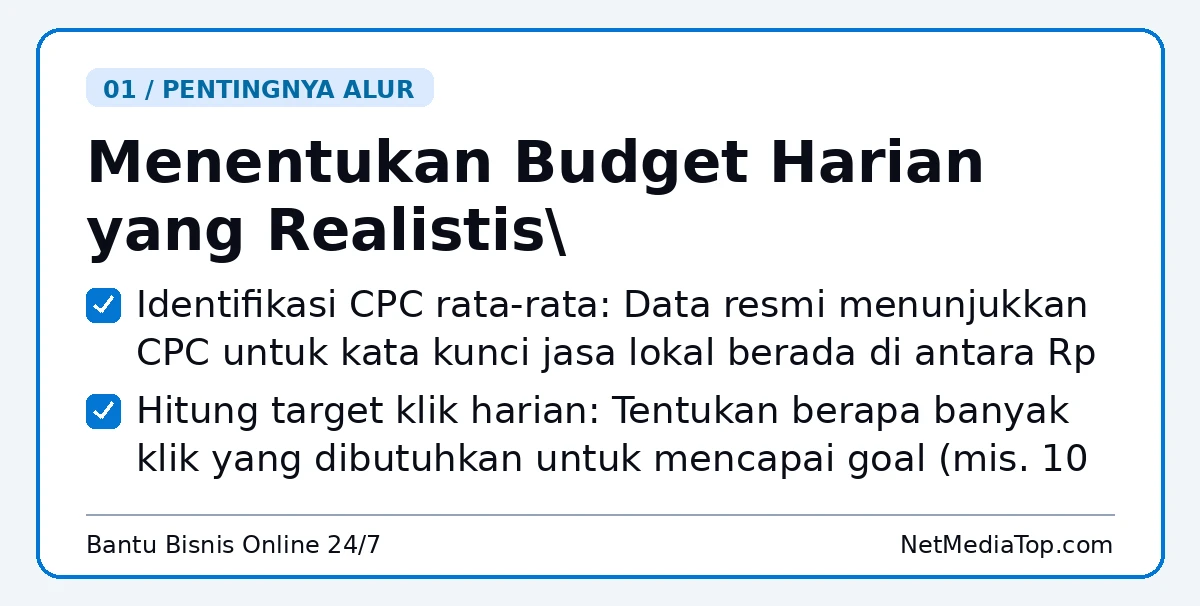 01 / PENTINGNYA ALUR
Menentukan Budget Harian
yang Realistis\
Identifikasi CPC rata-rata: Data resmi menunjukkan
CPC untuk kata kunci jasa lokal berada di antara Rp
Hitung target klik harian: Tentukan berapa banyak
klik yang dibutuhkan untuk mencapai goal (mis. 10
Bantu Bisnis Online 24/7
NetMediaTop.com